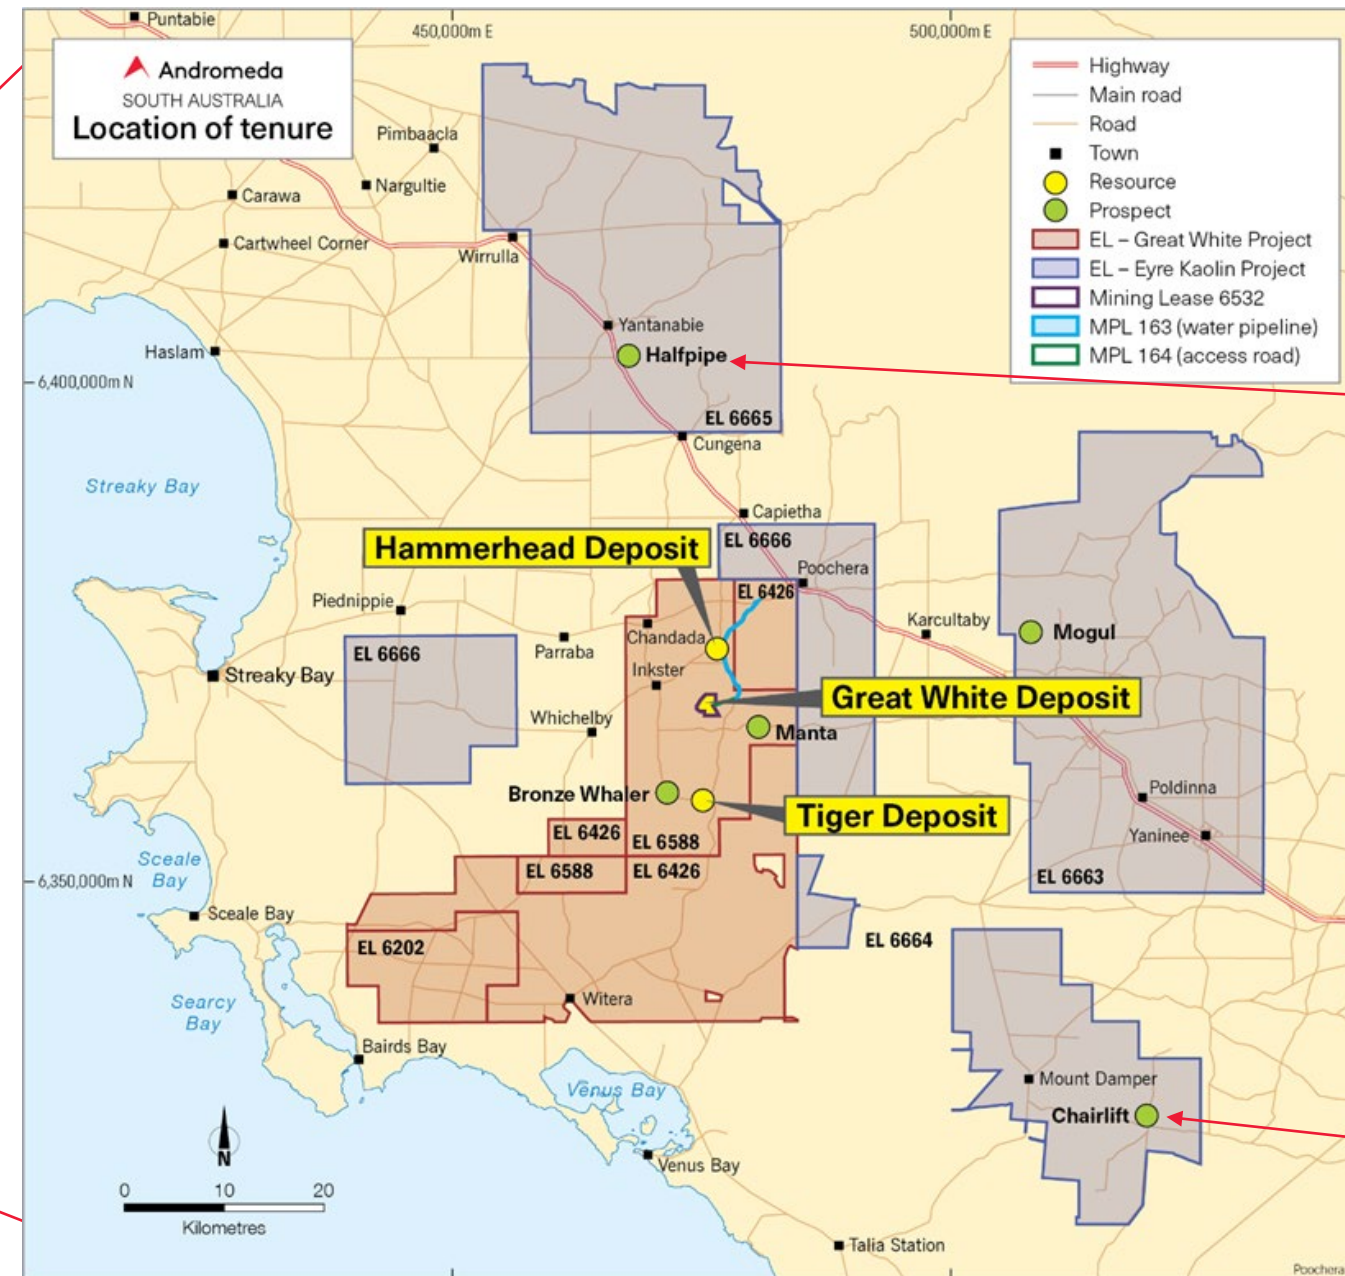 Puntabie
450,000m E
500,000m E
Andromeda
SOUTH AUSTRALIA
Location of tenure
Highway
Main road
Road
Town
Resource
Prospect
EL – Great White Project
EL – Eyre Kaolin Project
Mining Lease 6532
MPL 163 (water pipeline)
MPL 164 (access road)
Pimbaacla
Nargultie
Carawa
Cartwheel Corner
Wirrulla
Yantanabie
Haslam
Halfpipe
6,400,000m N
EL 6665
Cungena
Streaky Bay
Capietha
Hammerhead Deposit
EL 6666
Poochera
EL 6426
Piednippie
Karcultaby
Chandada
Mogul
Parraba
EL 6666
Inkster
Streaky Bay
Great White Deposit
Whichelby
Manta
Poldinna
Bronze Whaler
Tiger Deposit
EL 6426
EL 6588
Yaninee
Sceale
Bay
EL 6588
EL 6426
EL 6663
6,350,000m N
Sceale Bay
EL 6664
EL 6202
Searcy
Bay
Witera
Bairds Bay
Mount Damper
Venus Bay
Chairlift
N
Venus Bay
0 10 20
Kilometres
Talia Station
Poochera